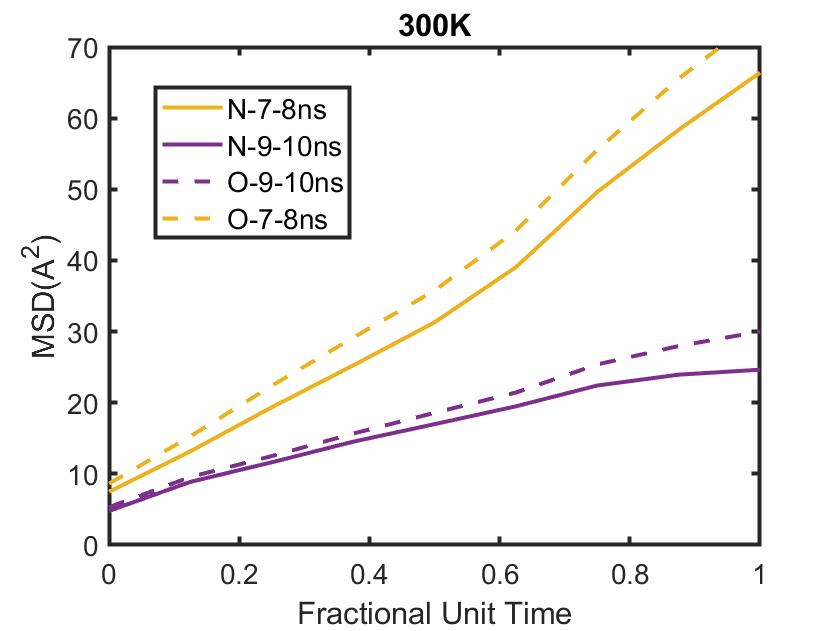 300K
70
60
50
40
30
20
10
0
MSD(A²)
N-7-8ns
N-9-10ns
O-9-10ns
O-7-8ns
0 0.2 0.4 0.6 0.8 1
Fractional Unit Time